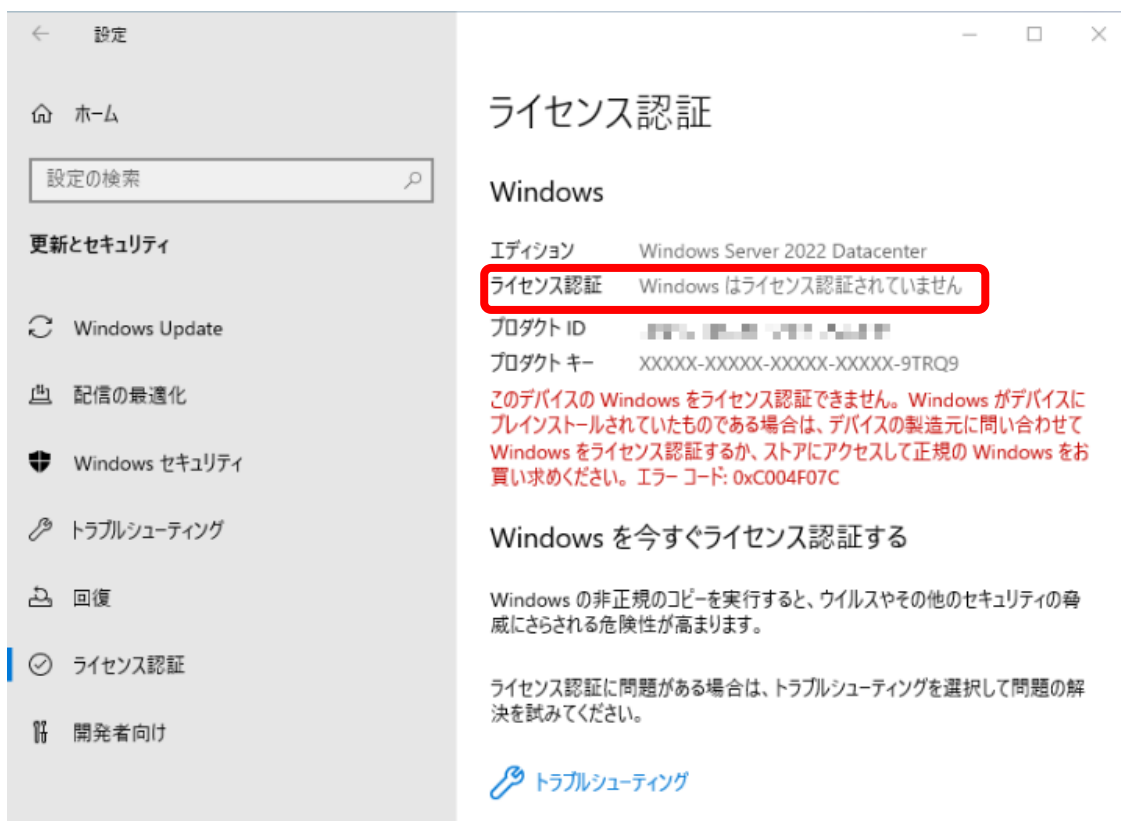 設定
ホーム
設定の検索
更新とセキュリティ
Windows Update
配信の最適化
Windows セキュリティ
トラブルシューティング
回復
ライセンス認証
開発者向け
ライセンス認証
Windows
エディション Windows Server 2022 Datacenter
ライセンス認証 Windows はライセンス認証されていません
プロダクト ID
プロダクト キー XXXXX-XXXXX-XXXXX-XXXXX-9TRQ9
このデバイスの Windows をライセンス認証できません。Windows がデバイスに
プレインストールされていたものである場合は、デバイスの製造元に問い合わせて
Windows をライセンス認証するか、ストアにアクセスして正規の Windows をお
買い求めください。エラー コード: 0xC004F07C
Windows を今すぐライセンス認証する
Windows の非正規のコピーを実行すると、ウイルスやその他のセキュリティの脅
威にさらされる危険性が高まります。
ライセンス認証に問題がある場合は、トラブルシューティングを選択して問題の解
決を試みてください。
トラブルシューティング